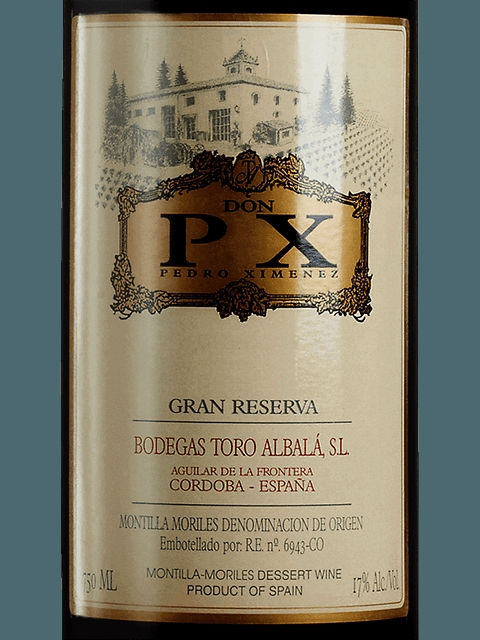 DON
PX
PEDRO XIMENEZ
GRAN RESERVA
BODEGAS TORO ALBALÁ, S.L.
AGUILAR DE LA FRONTERA
CORDOBA - ESPAÑA
MONTILLA MORILES DENOMINACION DE ORIGEN
Embotellado por: R.E. nº. 6943-CO
750 ML MONTILLA-MORILES DESSERT WINE 17% Alc./Vol.
PRODUCT OF SPAIN